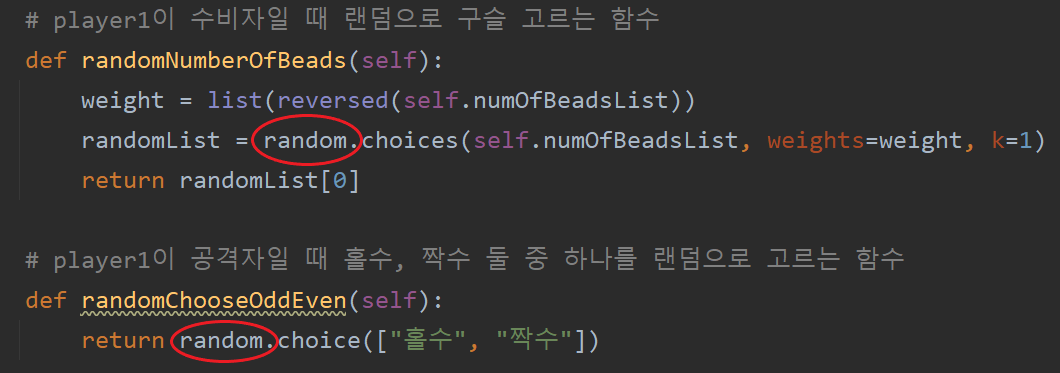 # player1이 수비자일 때 랜덤으로 구슬 고르는 함수
def randomNumberOfBeads(self):
weight = list(reversed(self.numOfBeadsList))
randomList = random.choices(self.numOfBeadsList, weights=weight, k=1)
return randomList[0]
# player1이 공격자일 때 홀수, 짝수 둘 중 하나를 랜덤으로 고르는 함수
def randomChooseOddEven(self):
return random.choice(["홀수", "짝수"])